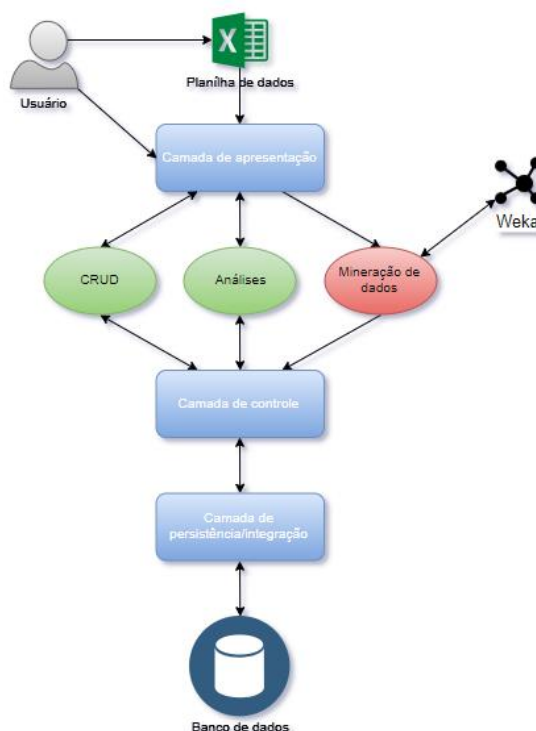 X
Planílha de dados
Usuário
Camada de apresentação
Weka
CRUD
Análises
Mineração de
dados
Camada de controle
Camada de
persistência/integração
Banco de dados